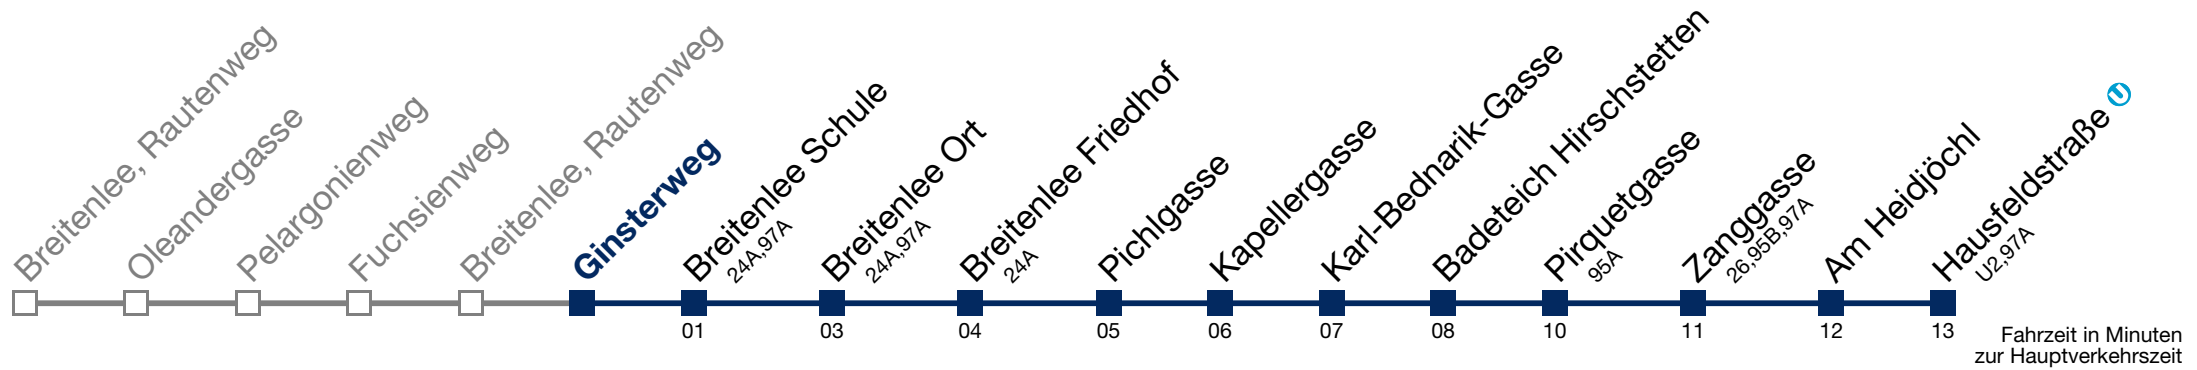 Breitenlee, Rautenweg
Oleandergasse
Pelargonienweg
Fuchsienweg
Breitenlee, Rautenweg
Ginsterweg
Breitenlee Schule
24A,97A
Breitenlee Ort
24A,97A
Breitenlee Friedhof
24A
Pichlgasse
Kapellergasse
Karl-Bednarik-Gasse
Badeteich Hirschstetten
Pirquetgasse
95A
Zanggasse
26,95B,97A
Am Heidjöchl
Hausfeldstraße U
U2,97A
01 03 04 05 06 07 08 10 11 12 13
Fahrzeit in Minuten
zur Hauptverkehrszeit